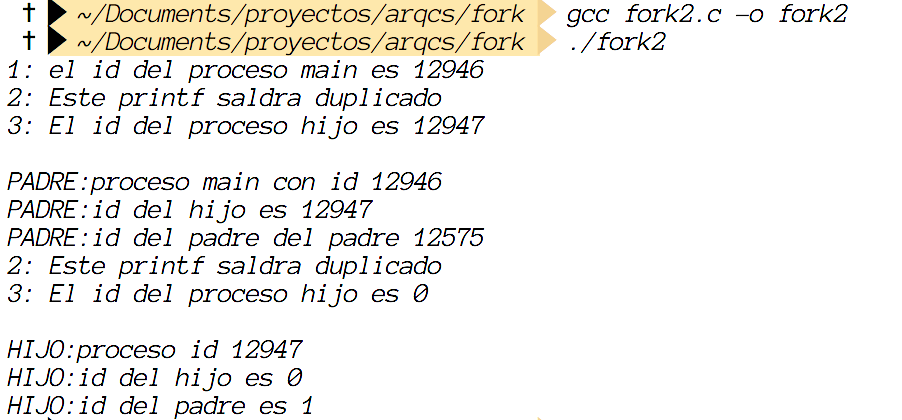 † ~/Documents/proyectos/arqcs/fork gcc fork2.c -o fork2
† ~/Documents/proyectos/arqcs/fork ./fork2
1: el id del proceso main es 12946
2: Este printf saldra duplicado
3: El id del proceso hijo es 12947
PADRE:proceso main con id 12946
PADRE:id del hijo es 12947
PADRE:id del padre del padre 12575
2: Este printf saldra duplicado
3: El id del proceso hijo es 0
HIJO:proceso id 12947
HIJO:id del hijo es 0
HIJO:id del padre es 1